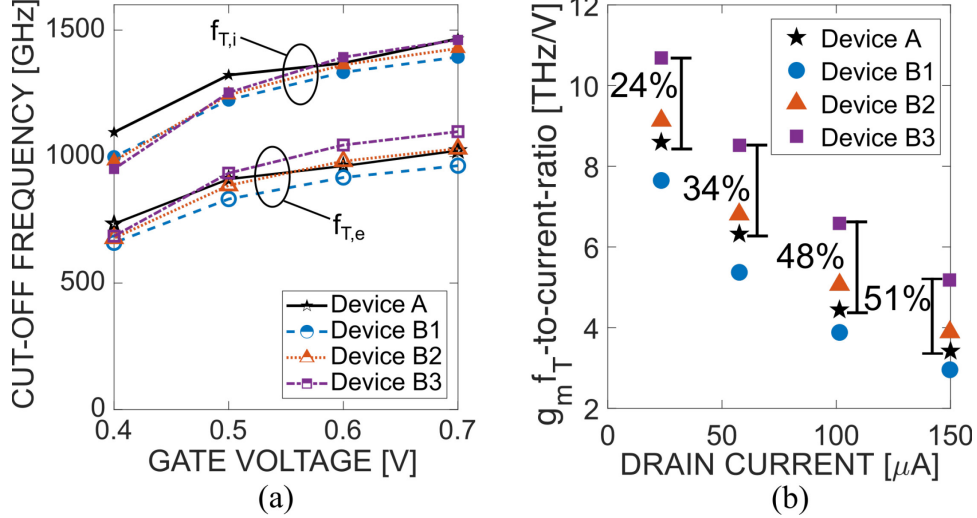 CUT-OFF FREQUENCY [GHz]
1500
1000
500
0
f_T,i
f_T,e
Device A
Device B1
Device B2
Device B3
0.4 0.5 0.6 0.7
GATE VOLTAGE [V]
(a)
g_m f_T-to-current-ratio [THz/V]
12
10
8
6
4
2
Device A
Device B1
Device B2
Device B3
24%
34%
48%
51%
0 50 100 150
DRAIN CURRENT [μA]
(b)